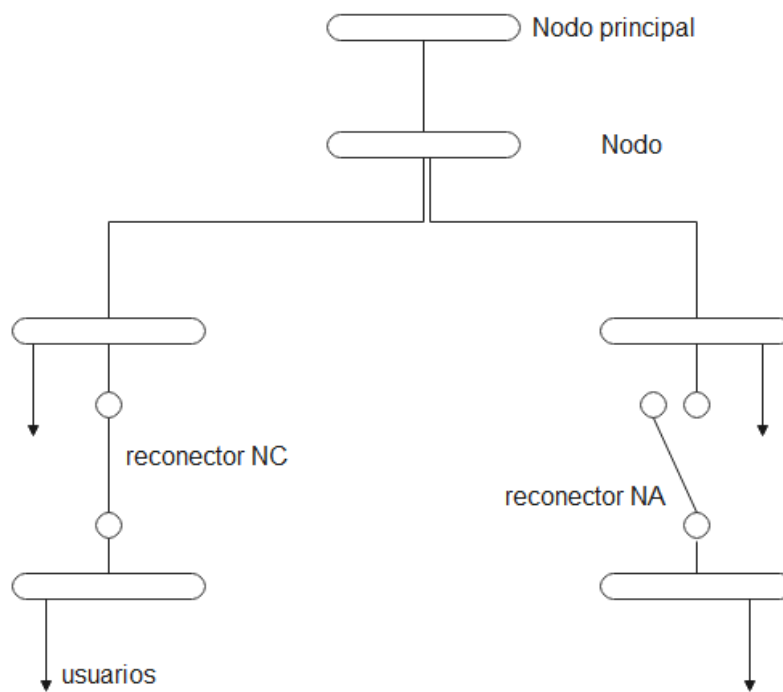 Nodo principal
Nodo
reconector NC
reconector NA
usuarios